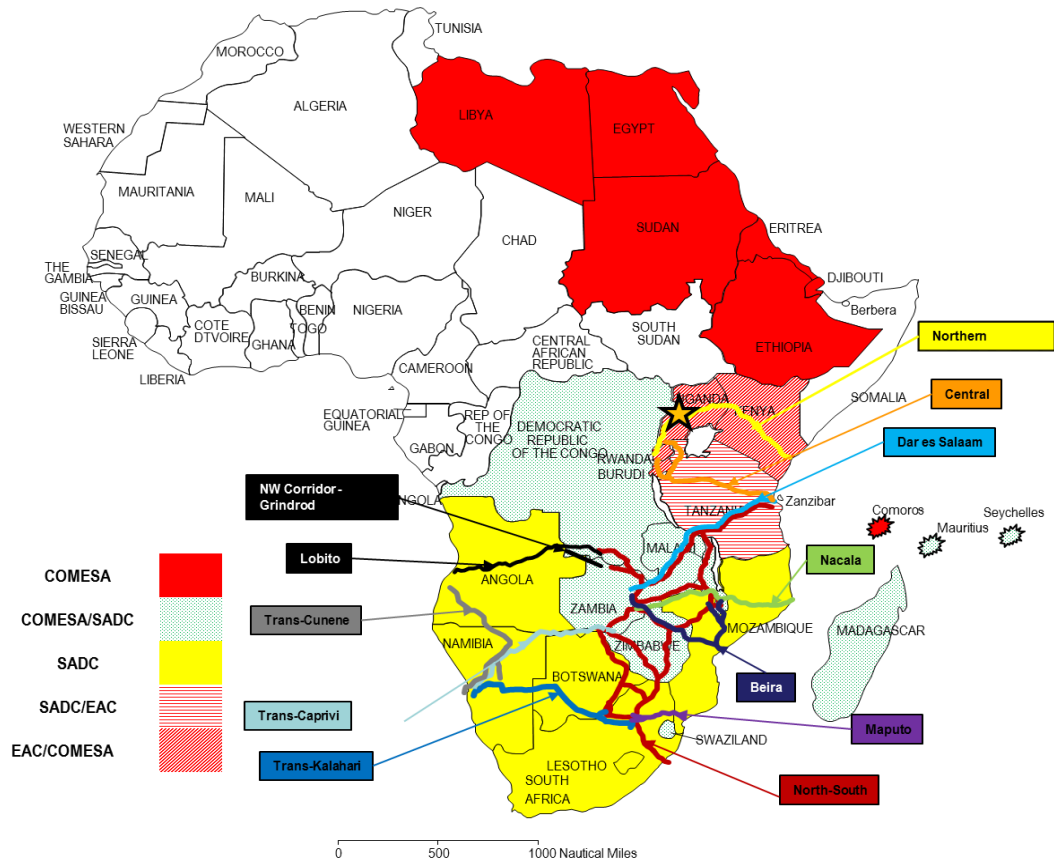 TUNISIA
MOROCCO
ALGERIA
LIBYA
EGYPT
WESTERN
SAHARA
MAURITANIA
MALI
NIGER
CHAD
SUDAN
ERITREA
SENEGAL
THE
GAMBIA
GUINEA
BISSAU
GUINEA
BURKINA
BENIN
TOGO
NIGERIA
DJIBOUTI
Berbera
SIERRA
LEONE
COTE
DTVOIRE
GHANA
LIBERIA
CAMEROON
CENTRAL
AFRICAN
REPUBLIC
SOUTH
SUDAN
ETHIOPIA
Northern
EQUATORIAL
GUINEA
GABON
REP OF
THE
CONGO
DEMOCRATIC
REPUBLIC
OF THE CONGO
UGANDA
KENYA
SOMALIA
Central
Dar es Salaam
RWANDA
BURUDI
NW Corridor-
Grindrod
NGOLA
TANZANI
Zanzibar
Comoros
Mauritius
Seychelles
Lobito
ANGOLA
MALAWI
Nacala
COMESA
COMESA/SADC
SADC
SADC/EAC
EAC/COMESA
Trans-Cunene
ZAMBIA
MOZAMBIQUE
MADAGASCAR
NAMIBIA
ZIMBABWE
BOTSWANA
Beira
Trans-Caprivi
Maputo
SWAZILAND
Trans-Kalahari
LESOTHO
SOUTH
AFRICA
North-South
0 500 1000 Nautical Miles